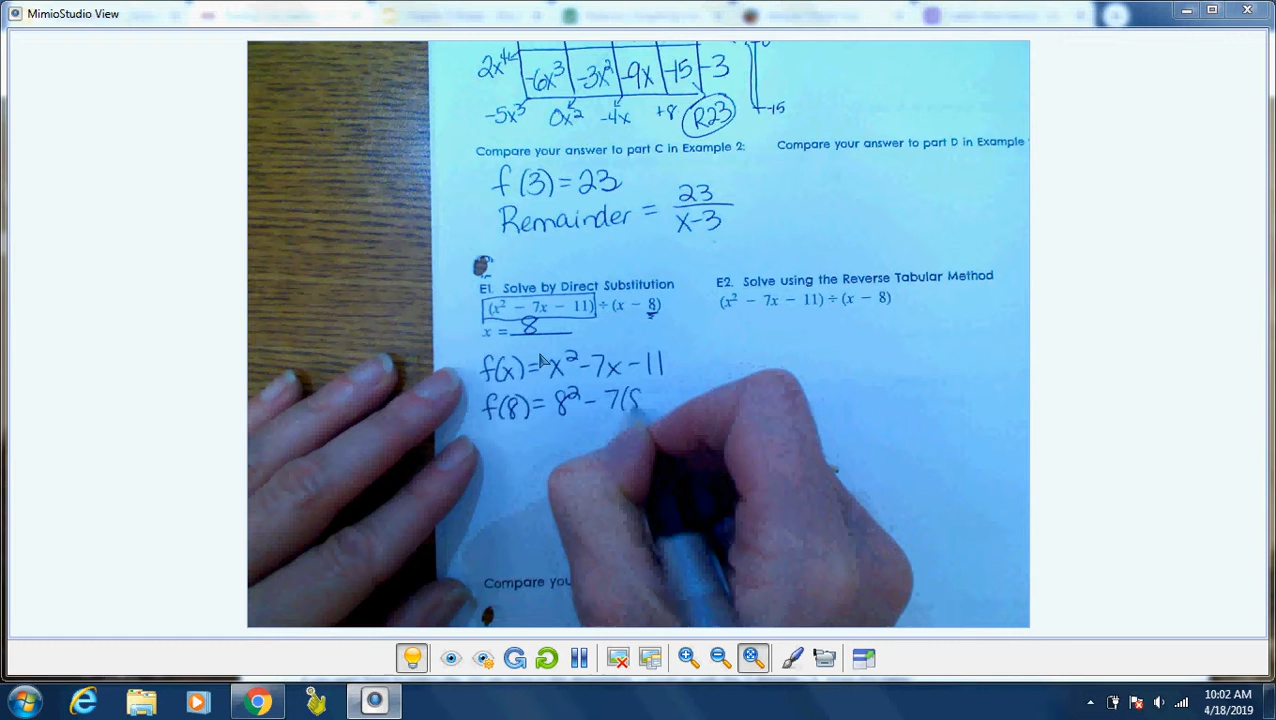 MimioStudio View
2x⁴
-6x³ -3x² -9x -15 -3
-15
-5x³ 0x² -4x +8 R23
Compare your answer to part C in Example 2: Compare your answer to part D in Example
f(3) = 23
Remainder = 23/(x-3)
E1. Solve by Direct Substitution
(x² - 7x - 11) ÷ (x - 8)
x = 8
f(x) = x² - 7x - 11
f(8) = 8² - 7(8
E2. Solve using the Reverse Tabular Method
(x² - 7x - 11) ÷ (x - 8)
Compare you
10:02 AM
4/18/2019